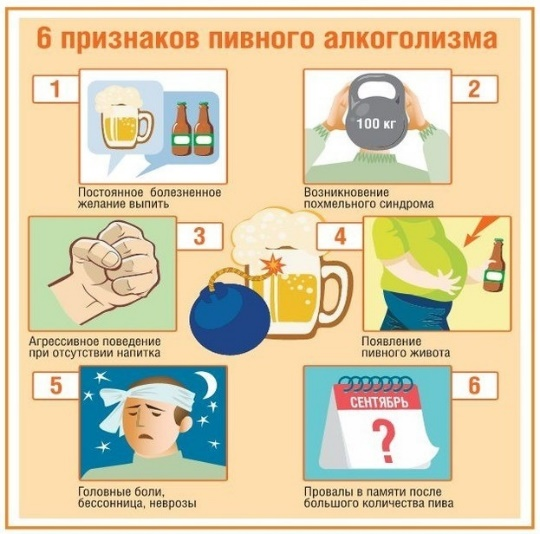 6 признаков пивного алкоголизма
1
Постоянное болезненное
желание выпить
2
100 кг
Возникновение
похмельного синдрома
3
Агрессивное поведение
при отсутствии напитка
4
Появление
пивного живота
5
Головные боли,
бессонница, неврозы
6
СЕНТЯБРЬ
?
Провалы в памяти после
большого количества пива